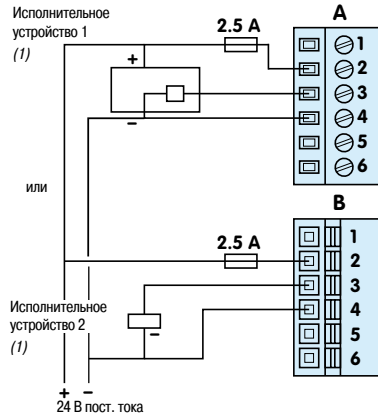 Исполнительное
устройство 1
(1)
2.5 A
A
+
–
1
2
3
4
5
6
или
B
2.5 A
1
2
3
4
5
6
Исполнительное
устройство 2
(1)
–
+ –
24 В пост. тока